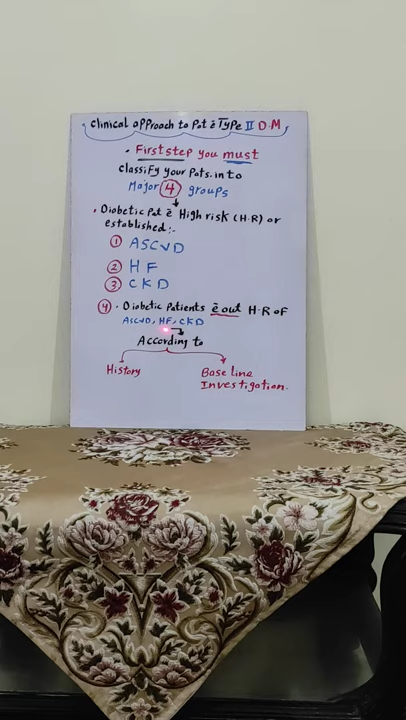 Clinical approach to Pat ē Type II D.M
• First step you must
classify your Pats. into
Major 4 groups
• Diabetic Pat ē High risk (H.R) or
established:-
① ASCVD
② HF
③ CKD
④ • Diabetic Patients ē out H.R of
ASCVD, HF, CKD
According to
History
Base line
Investigation.